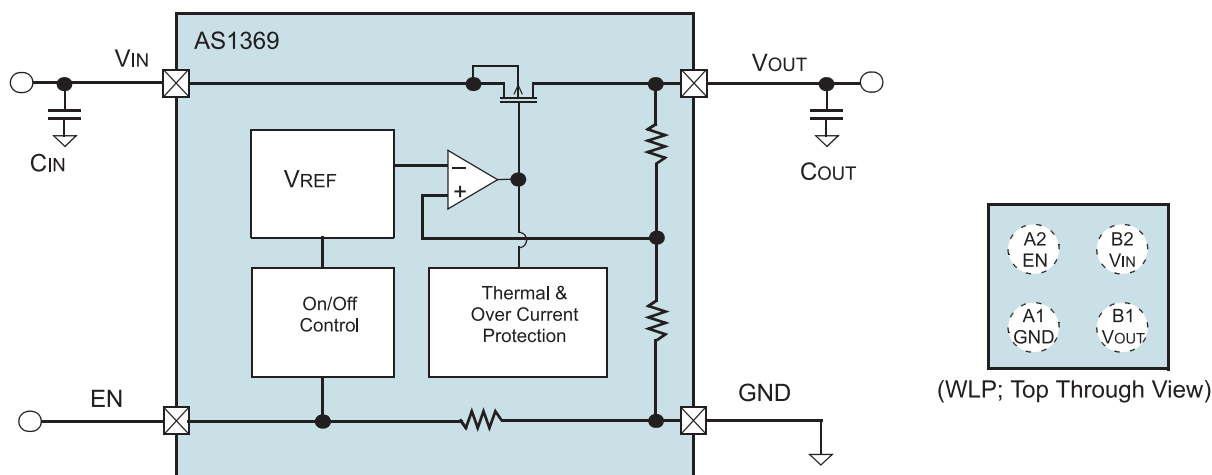 AS1369
VIN
VOUT
CIN
COUT
VREF
−
+
On/Off
Control
Thermal &
Over Current
Protection
EN
GND
A2
EN
B2
VIN
A1
GND
B1
VOUT
(WLP; Top Through View)